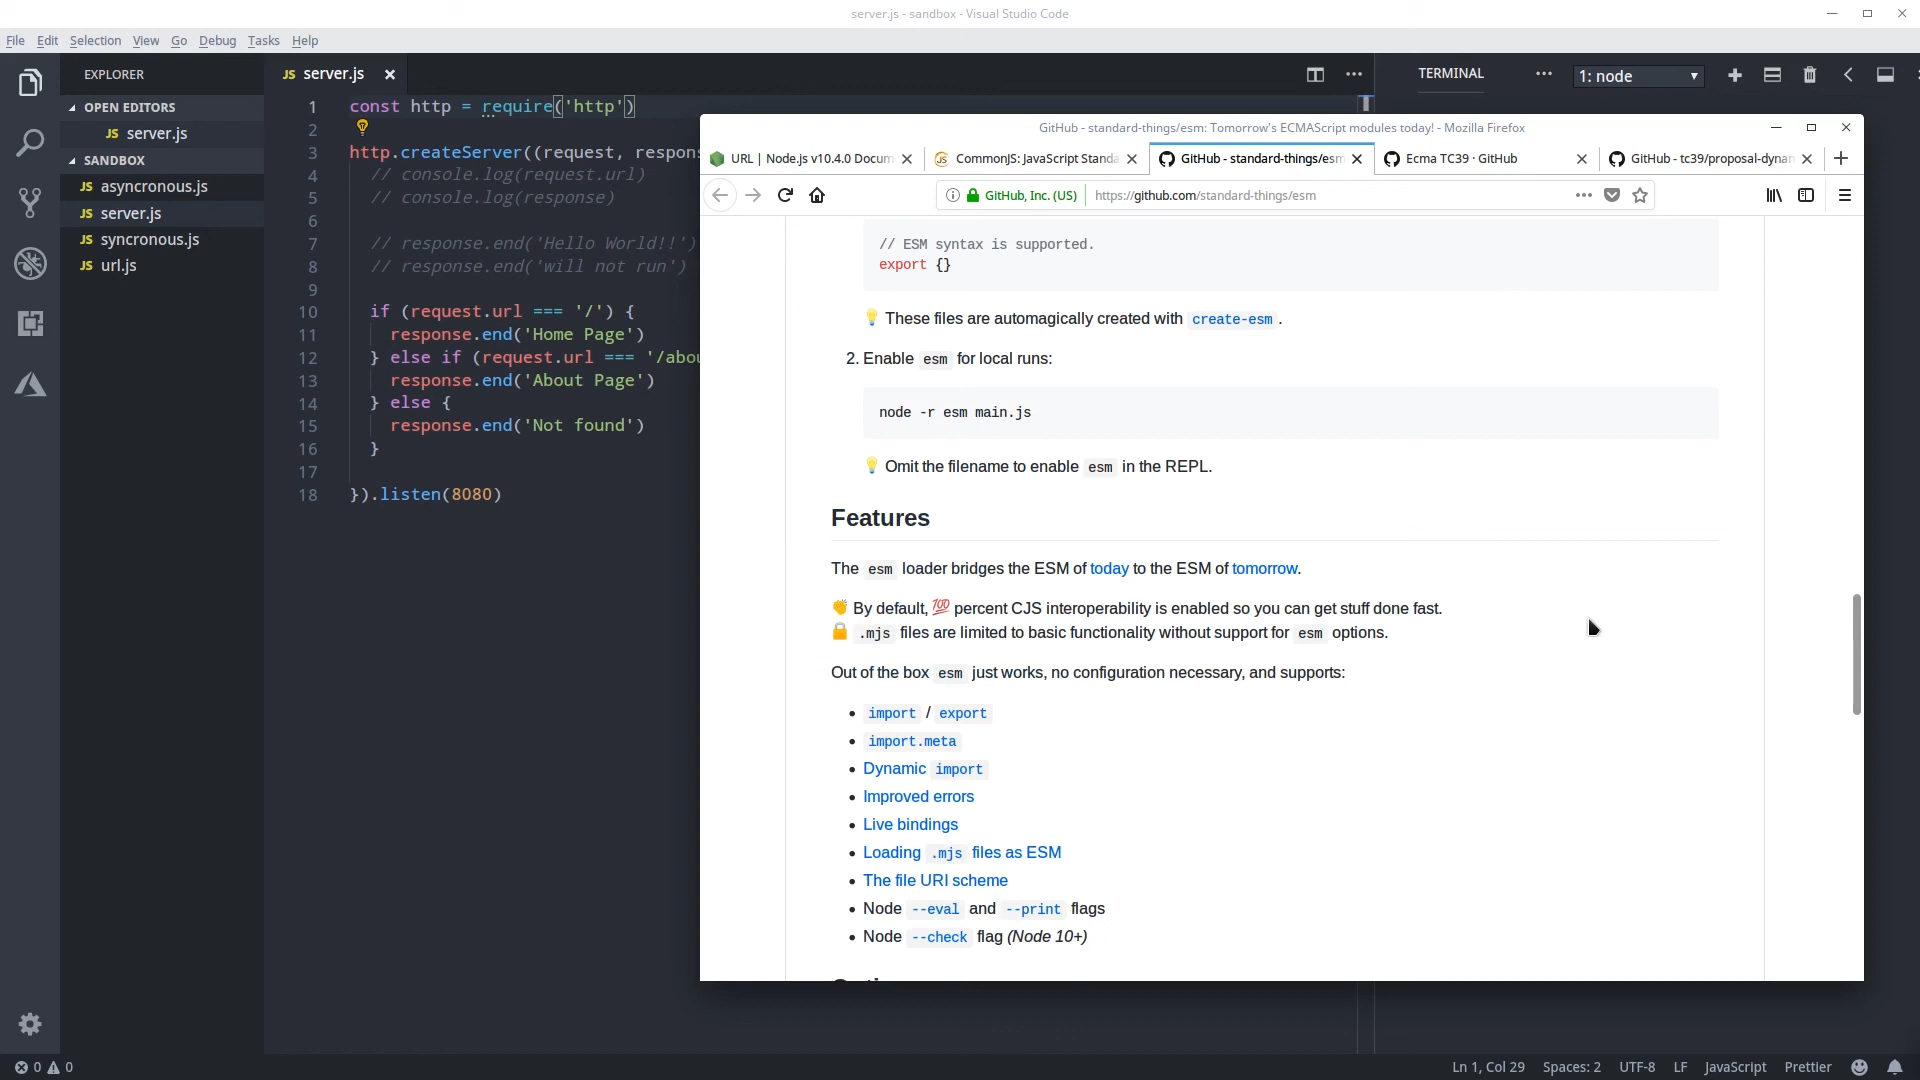 server.js - sandbox - Visual Studio Code
File Edit Selection View Go Debug Tasks Help
EXPLORER
OPEN EDITORS
JS server.js
SANDBOX
JS asyncronous.js
JS server.js
JS syncronous.js
JS url.js
JS server.js
1 const http = require('http')
2
3 http.createServer((request, respons
4 // console.log(request.url)
5 // console.log(response)
6
7 // response.end('Hello World!!')
8 // response.end('will not run')
9
10 if (request.url === '/') {
11 response.end('Home Page')
12 } else if (request.url === '/abou
13 response.end('About Page')
14 } else {
15 response.end('Not found')
16 }
17
18 }).listen(8080)
TERMINAL
1: node
GitHub - standard-things/esm: Tomorrow's ECMAScript modules today! - Mozilla Firefox
URL | Node.js v10.4.0 Docum
JS CommonJS: JavaScript Standa
GitHub - standard-things/esm
Ecma TC39 · GitHub
GitHub - tc39/proposal-dynan
GitHub, Inc. (US) https://github.com/standard-things/esm
// ESM syntax is supported.
export {}
💡 These files are automagically created with create-esm .
2. Enable esm for local runs:
node -r esm main.js
💡 Omit the filename to enable esm in the REPL.
Features
The esm loader bridges the ESM of today to the ESM of tomorrow.
👏 By default, 💯 percent CJS interoperability is enabled so you can get stuff done fast.
🔒 .mjs files are limited to basic functionality without support for esm options.
Out of the box esm just works, no configuration necessary, and supports:
• import / export
• import.meta
• Dynamic import
• Improved errors
• Live bindings
• Loading .mjs files as ESM
• The file URI scheme
• Node --eval and --print flags
• Node --check flag (Node 10+)
0 0
Ln 1, Col 29 Spaces: 2 UTF-8 LF JavaScript Prettier